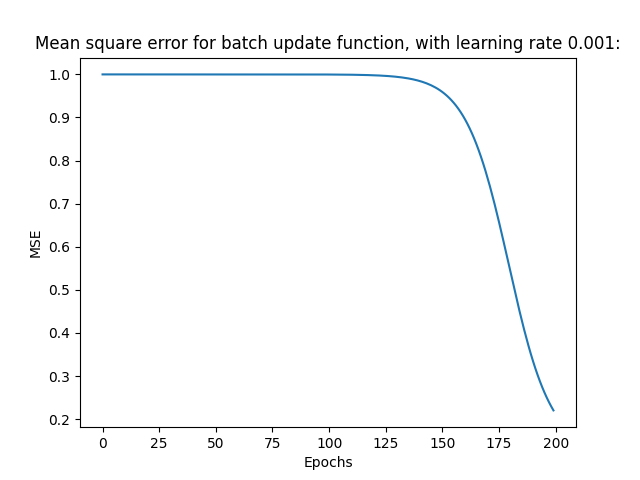 Mean square error for batch update function, with learning rate 0.001:
1.0
0.9
0.8
0.7
0.6
0.5
0.4
0.3
0.2
MSE
0 25 50 75 100 125 150 175 200
Epochs